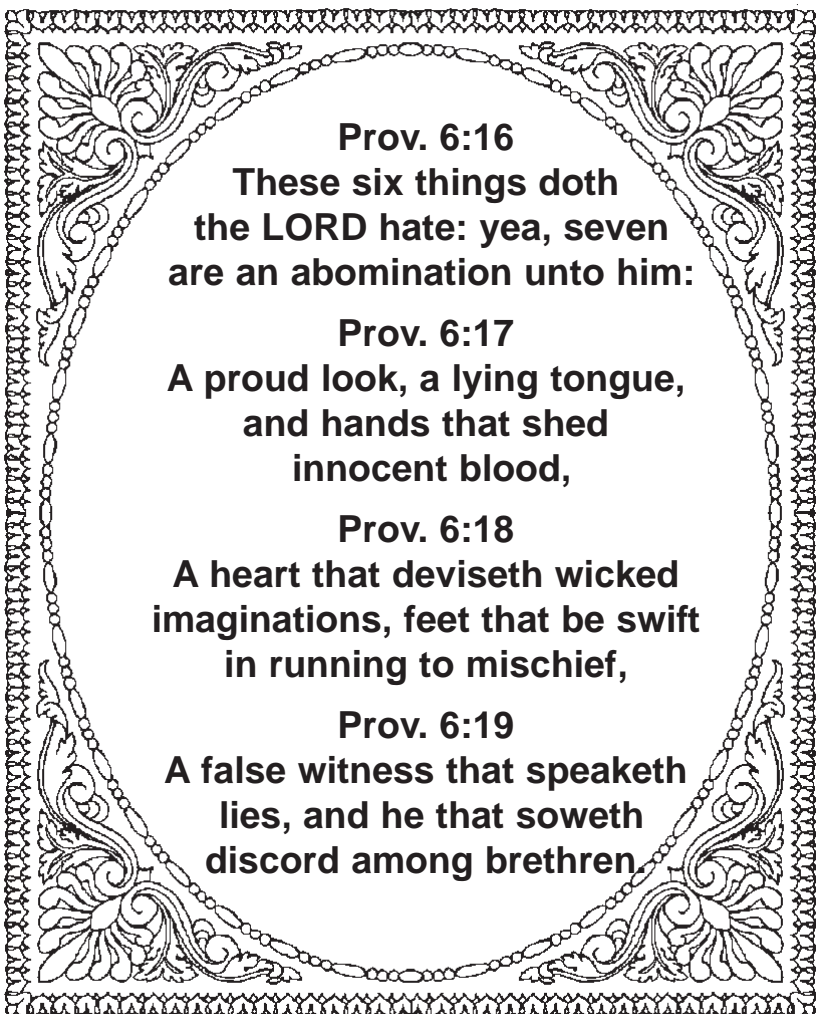 Prov. 6:16
These six things doth
the LORD hate: yea, seven
are an abomination unto him:
Prov. 6:17
A proud look, a lying tongue,
and hands that shed
innocent blood,
Prov. 6:18
A heart that deviseth wicked
imaginations, feet that be swift
in running to mischief,
Prov. 6:19
A false witness that speaketh
lies, and he that soweth
discord among brethren.